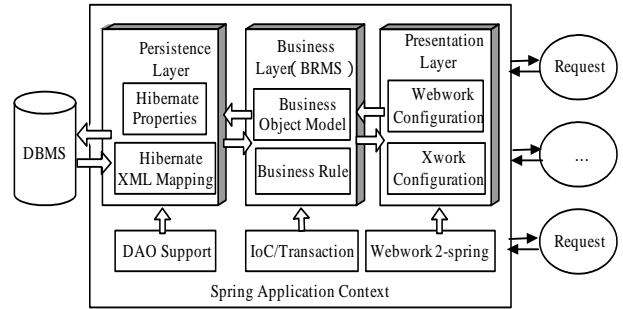 Persistence
Layer
Hibernate
Properties
Hibernate
XML Mapping
Business
Layer( BRMS )
Business
Object Model
Business Rule
Presentation
Layer
Webwork
Configuration
Xwork
Configuration
DBMS
Request
...
Request
DAO Support
IoC/Transaction
Webwork 2-spring
Spring Application Context